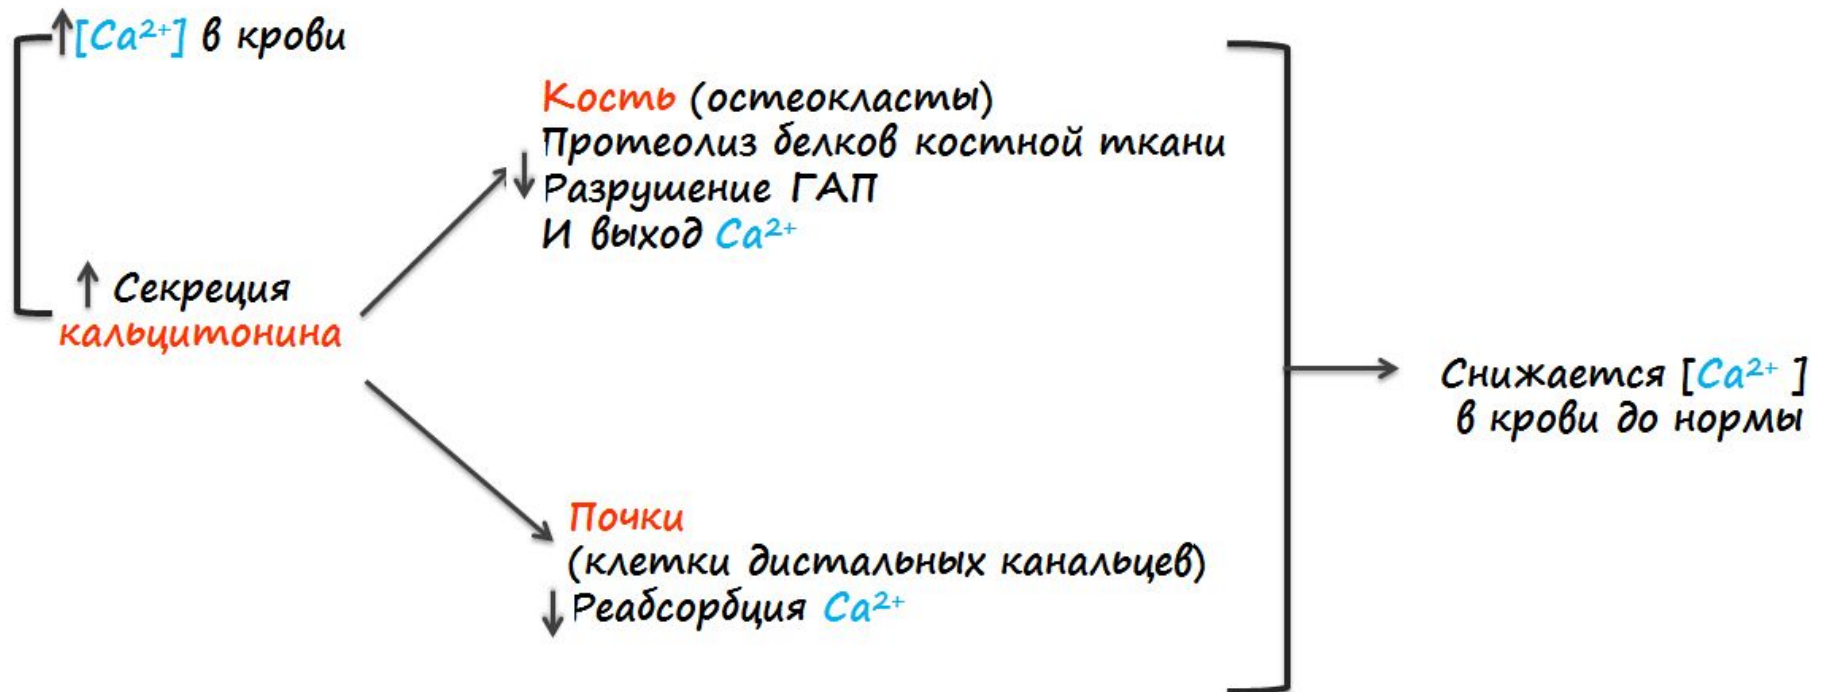 ↑[Ca²⁺] в крови
Кость (остеокласты)
Протеолиз белков костной ткани
↓ Разрушение ГАП
И выход Ca²⁺
↑ Секреция
кальцитонина
Снижается [Ca²⁺ ]
в крови до нормы
Почки
(клетки дистальных канальцев)
↓ Реабсорбция Ca²⁺